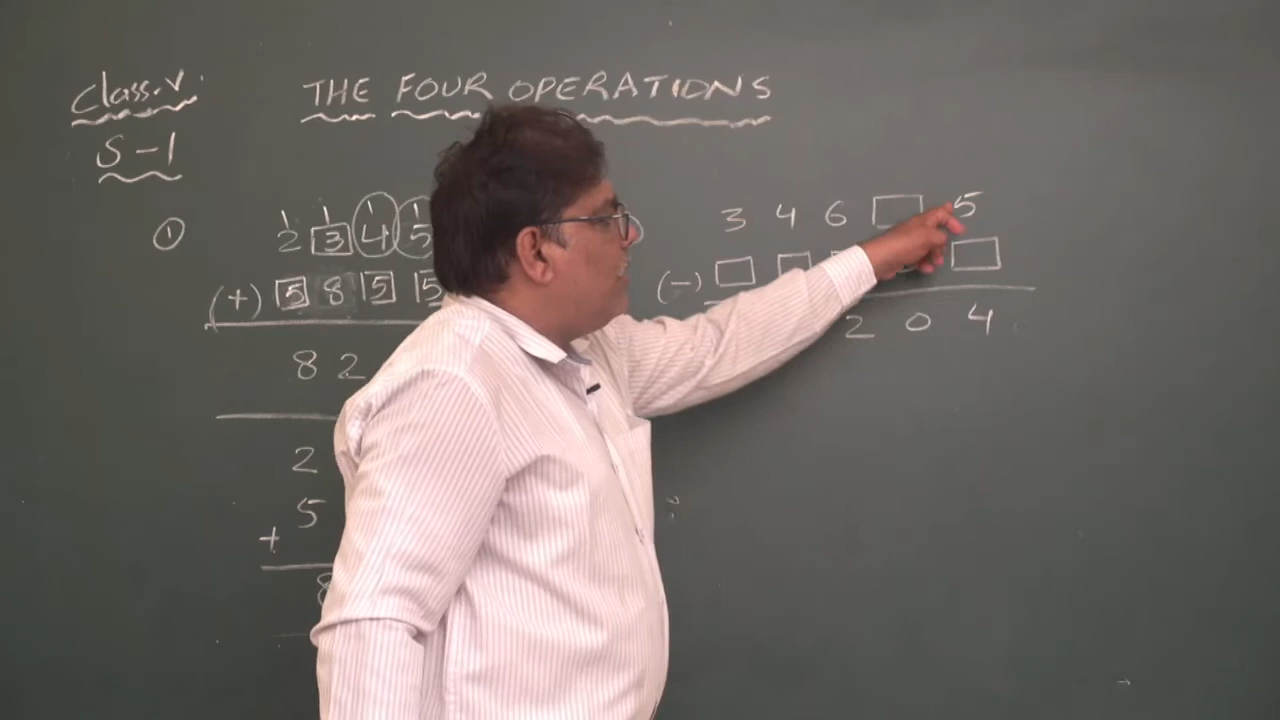 Class-V. THE FOUR OPERATIONS
S-1
1 1 1 1
① 2 3 4 5 3 4 6 5
(+) 5 8 5 5 (-)
8 2 2 0 4
2
5
+
8